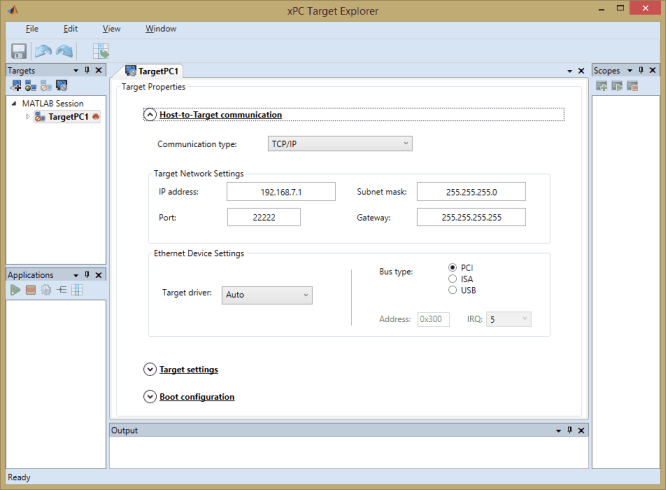 xPC Target Explorer
File Edit View Window
Targets
MATLAB Session
TargetPC1
Applications
TargetPC1
Target Properties
Host-to-Target communication
Communication type: TCP/IP
Target Network Settings
IP address: 192.168.7.1 Subnet mask: 255.255.255.0
Port: 22222 Gateway: 255.255.255.255
Ethernet Device Settings
Target driver: Auto
Bus type: PCI
ISA
USB
Address: 0x300 IRQ: 5
Target settings
Boot configuration
Output
Scopes
Ready